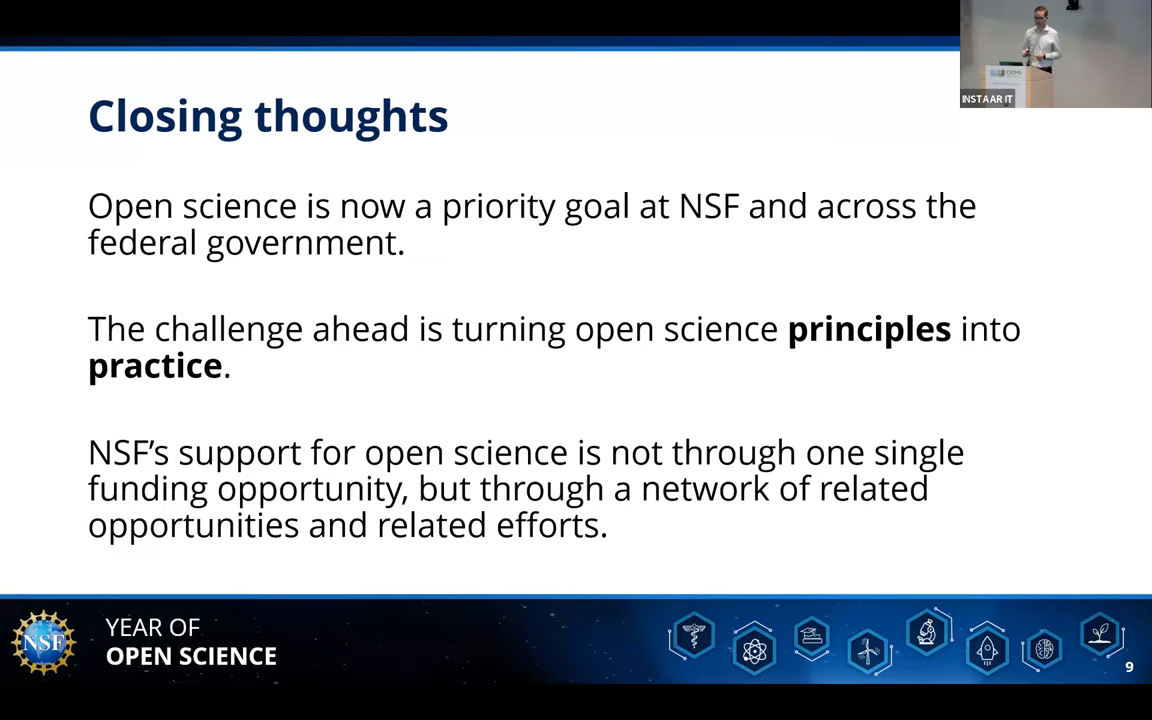 INSTAAR IT
Closing thoughts
Open science is now a priority goal at NSF and across the
federal government.
The challenge ahead is turning open science principles into
practice.
NSF’s support for open science is not through one single
funding opportunity, but through a network of related
opportunities and related efforts.
NSF
YEAR OF
OPEN SCIENCE
9